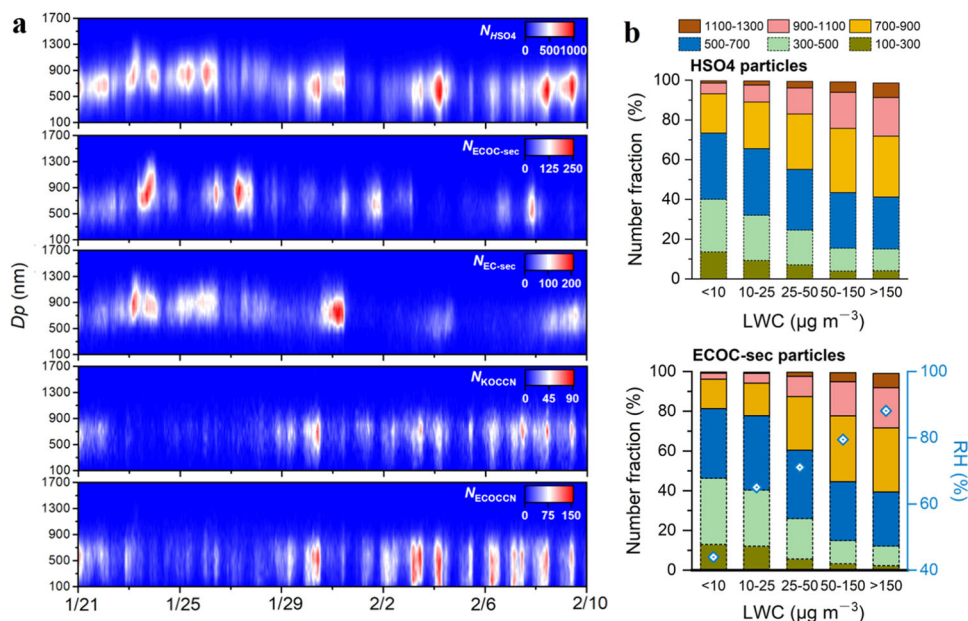 a
1700
1300
900
500
100
N_HSO4
0 500 1000
1700
1300
900
500
100
N_ECOC-sec
0 125 250
1700
1300
900
500
100
N_EC-sec
0 100 200
1700
1300
900
500
100
N_KOCCN
0 45 90
1700
1300
900
500
100
N_ECOCCN
0 75 150
Dp (nm)
1/21 1/25 1/29 2/2 2/6 2/10
b
1100-1300 900-1100 700-900
500-700 300-500 100-300
HSO4 particles
100
80
60
40
20
0
Number fraction (%)
<10 10-25 25-50 50-150 >150
LWC (μg m−3)
ECOC-sec particles
100
80
60
40
20
0
Number fraction (%)
100
80
60
40
RH (%)
<10 10-25 25-50 50-150 >150
LWC (μg m−3)